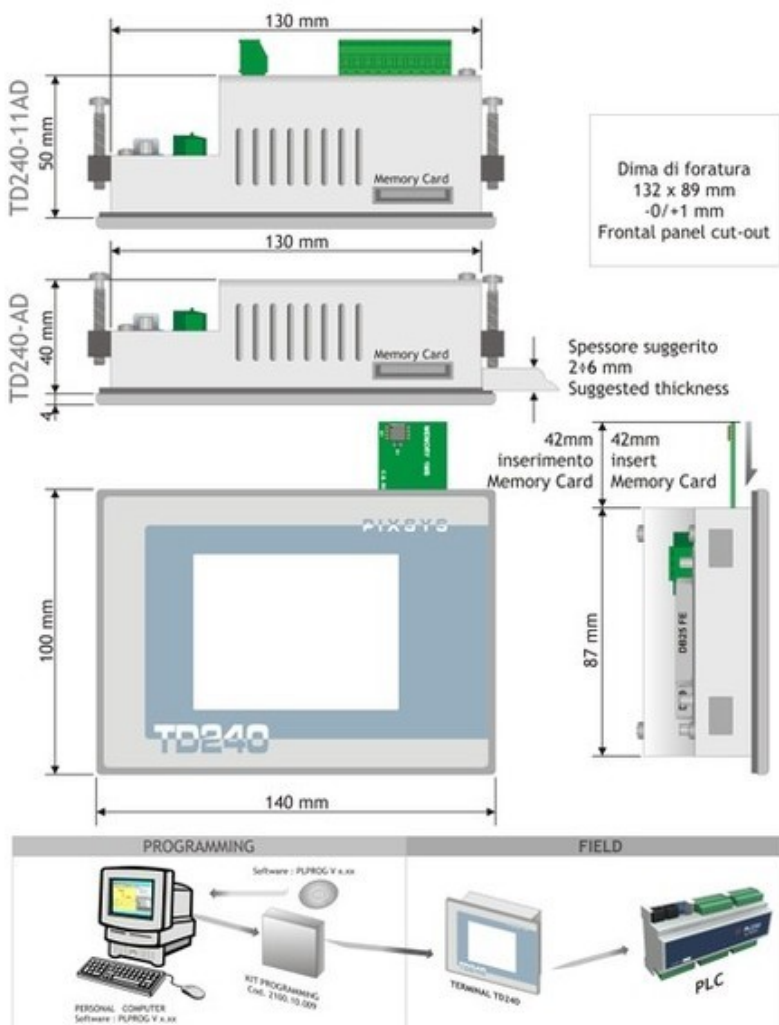 130 mm
TD240-11AD
50 mm
Memory Card
Dima di foratura
132 x 89 mm
-0/+1 mm
Frontal panel cut-out
130 mm
TD240-AD
40 mm
4
Memory Card
Spessore suggerito
2÷6 mm
Suggested thickness
MEMORY 1MB
42mm
inserimento
Memory Card
42mm
insert
Memory Card
PIXSYS
100 mm
TD240
140 mm
87 mm
DB25 FE
PROGRAMMING
FIELD
Software : PLPROG V x.xx
KIT PROGRAMMING
Cod. 2100.10.009
PERSONAL COMPUTER
Software : PLPROG V x.xx
TD240
TERMINAL TD240
PLC